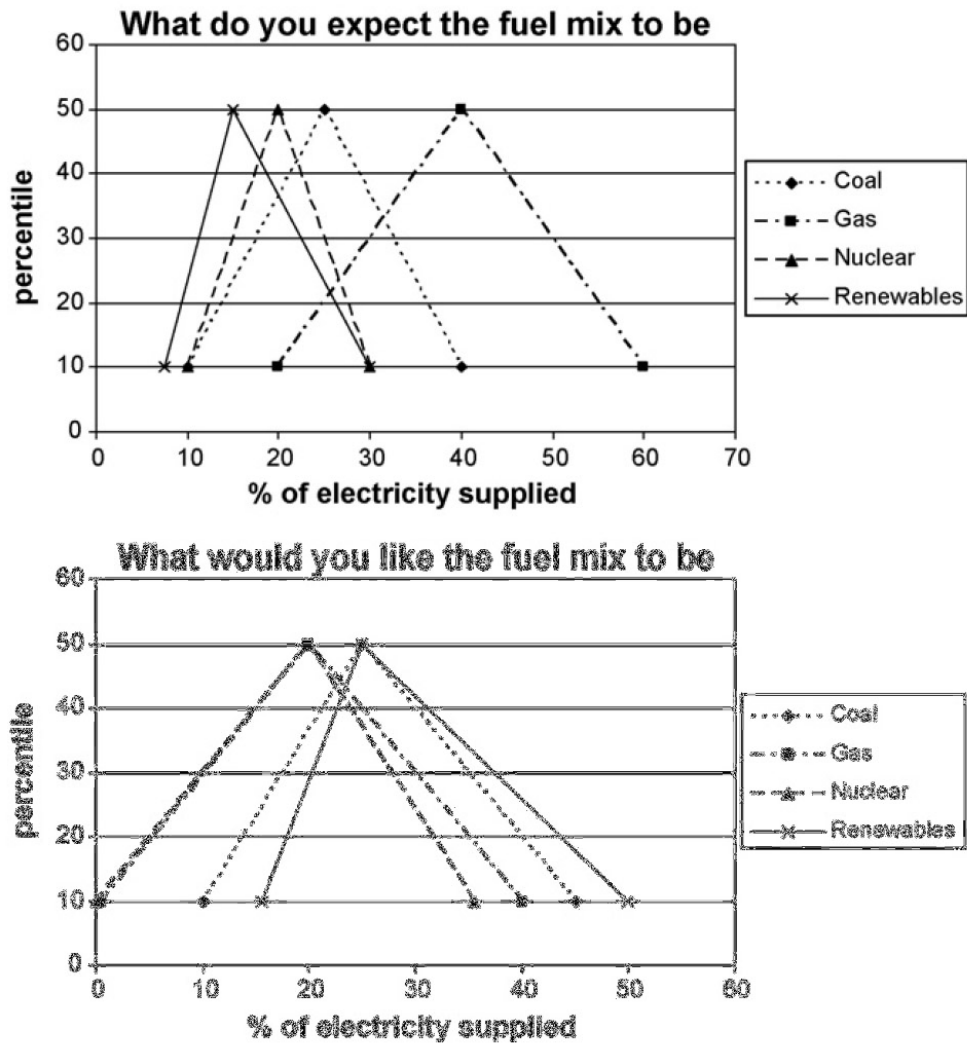 What do you expect the fuel mix to be
60
50
40
30
20
10
0
percentile
0 10 20 30 40 50 60 70
% of electricity supplied
Coal
Gas
Nuclear
Renewables
What would you like the fuel mix to be
60
50
40
30
20
10
0
percentile
0 10 20 30 40 50 60
% of electricity supplied
Coal
Gas
Nuclear
Renewables